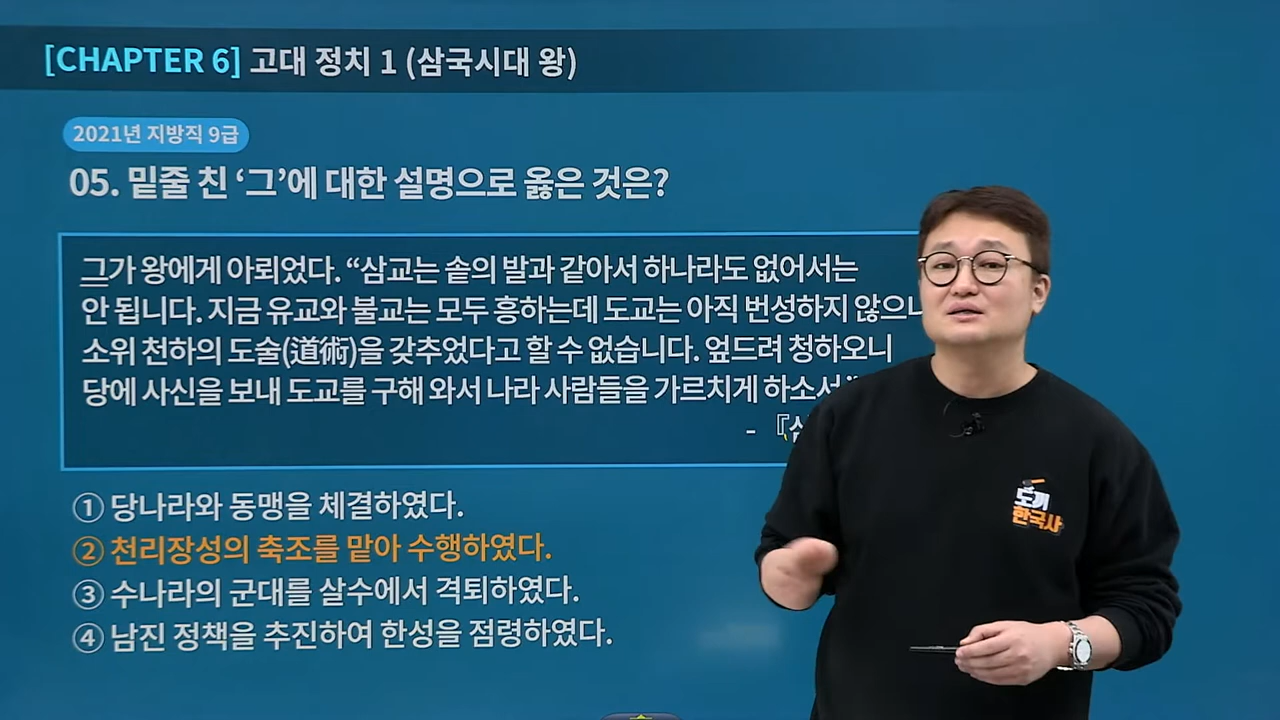 [CHAPTER 6] 고대 정치 1 (삼국시대 왕)
2021년 지방직 9급
05. 밑줄 친 ‘그’에 대한 설명으로 옳은 것은?
그가 왕에게 아뢰었다. “삼교는 솥의 발과 같아서 하나라도 없어서는
안 됩니다. 지금 유교와 불교는 모두 흥하는데 도교는 아직 번성하지
소위 천하의 도술(道術)을 갖추었다고 할 수 없습니다. 엎드려 청하오니
당에 사신을 보내 도교를 구해 와서 나라 사람들을 가르치게 하소서.”
- 『삼
① 당나라와 동맹을 체결하였다.
② 천리장성의 축조를 맡아 수행하였다.
③ 수나라의 군대를 살수에서 격퇴하였다.
④ 남진 정책을 추진하여 한성을 점령하였다.
도끼
한국사